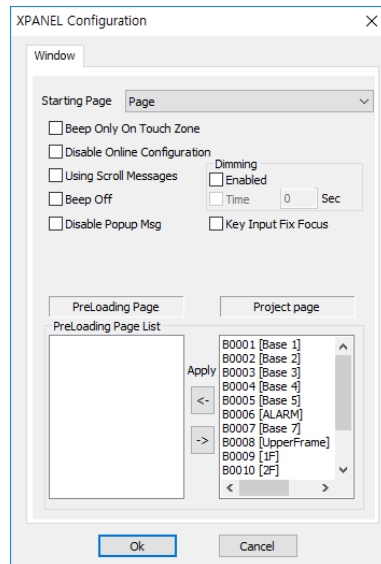 XPANEL Configuration
Window
Starting Page Page
Beep Only On Touch Zone
Disable Online Configuration
Using Scroll Messages
Dimming
Enabled
Beep Off
Time 0 Sec
Disable Popup Msg
Key Input Fix Focus
PreLoading Page
Project page
PreLoading Page List
Apply
<-
->
B0001 [Base 1]
B0002 [Base 2]
B0003 [Base 3]
B0004 [Base 4]
B0005 [Base 5]
B0006 [ALARM]
B0007 [Base 7]
B0008 [UpperFrame]
B0009 [1F]
B0010 [2F]
Ok
Cancel